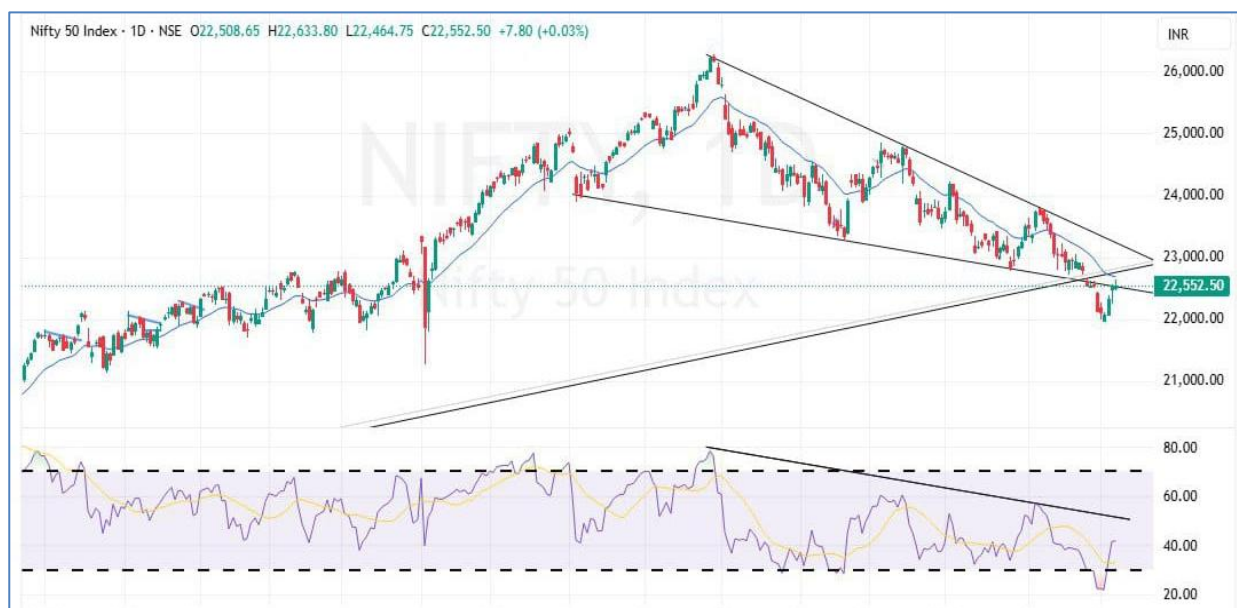 Nifty 50 Index · 1D · NSE O22,508.65 H22,633.80 L22,464.75 C22,552.50 +7.80 (+0.03%)
INR
26,000.00
25,000.00
NIFTY, 1D
24,000.00
23,000.00
Nifty 50 Index
22,552.50
22,000.00
21,000.00
80.00
60.00
40.00
20.00